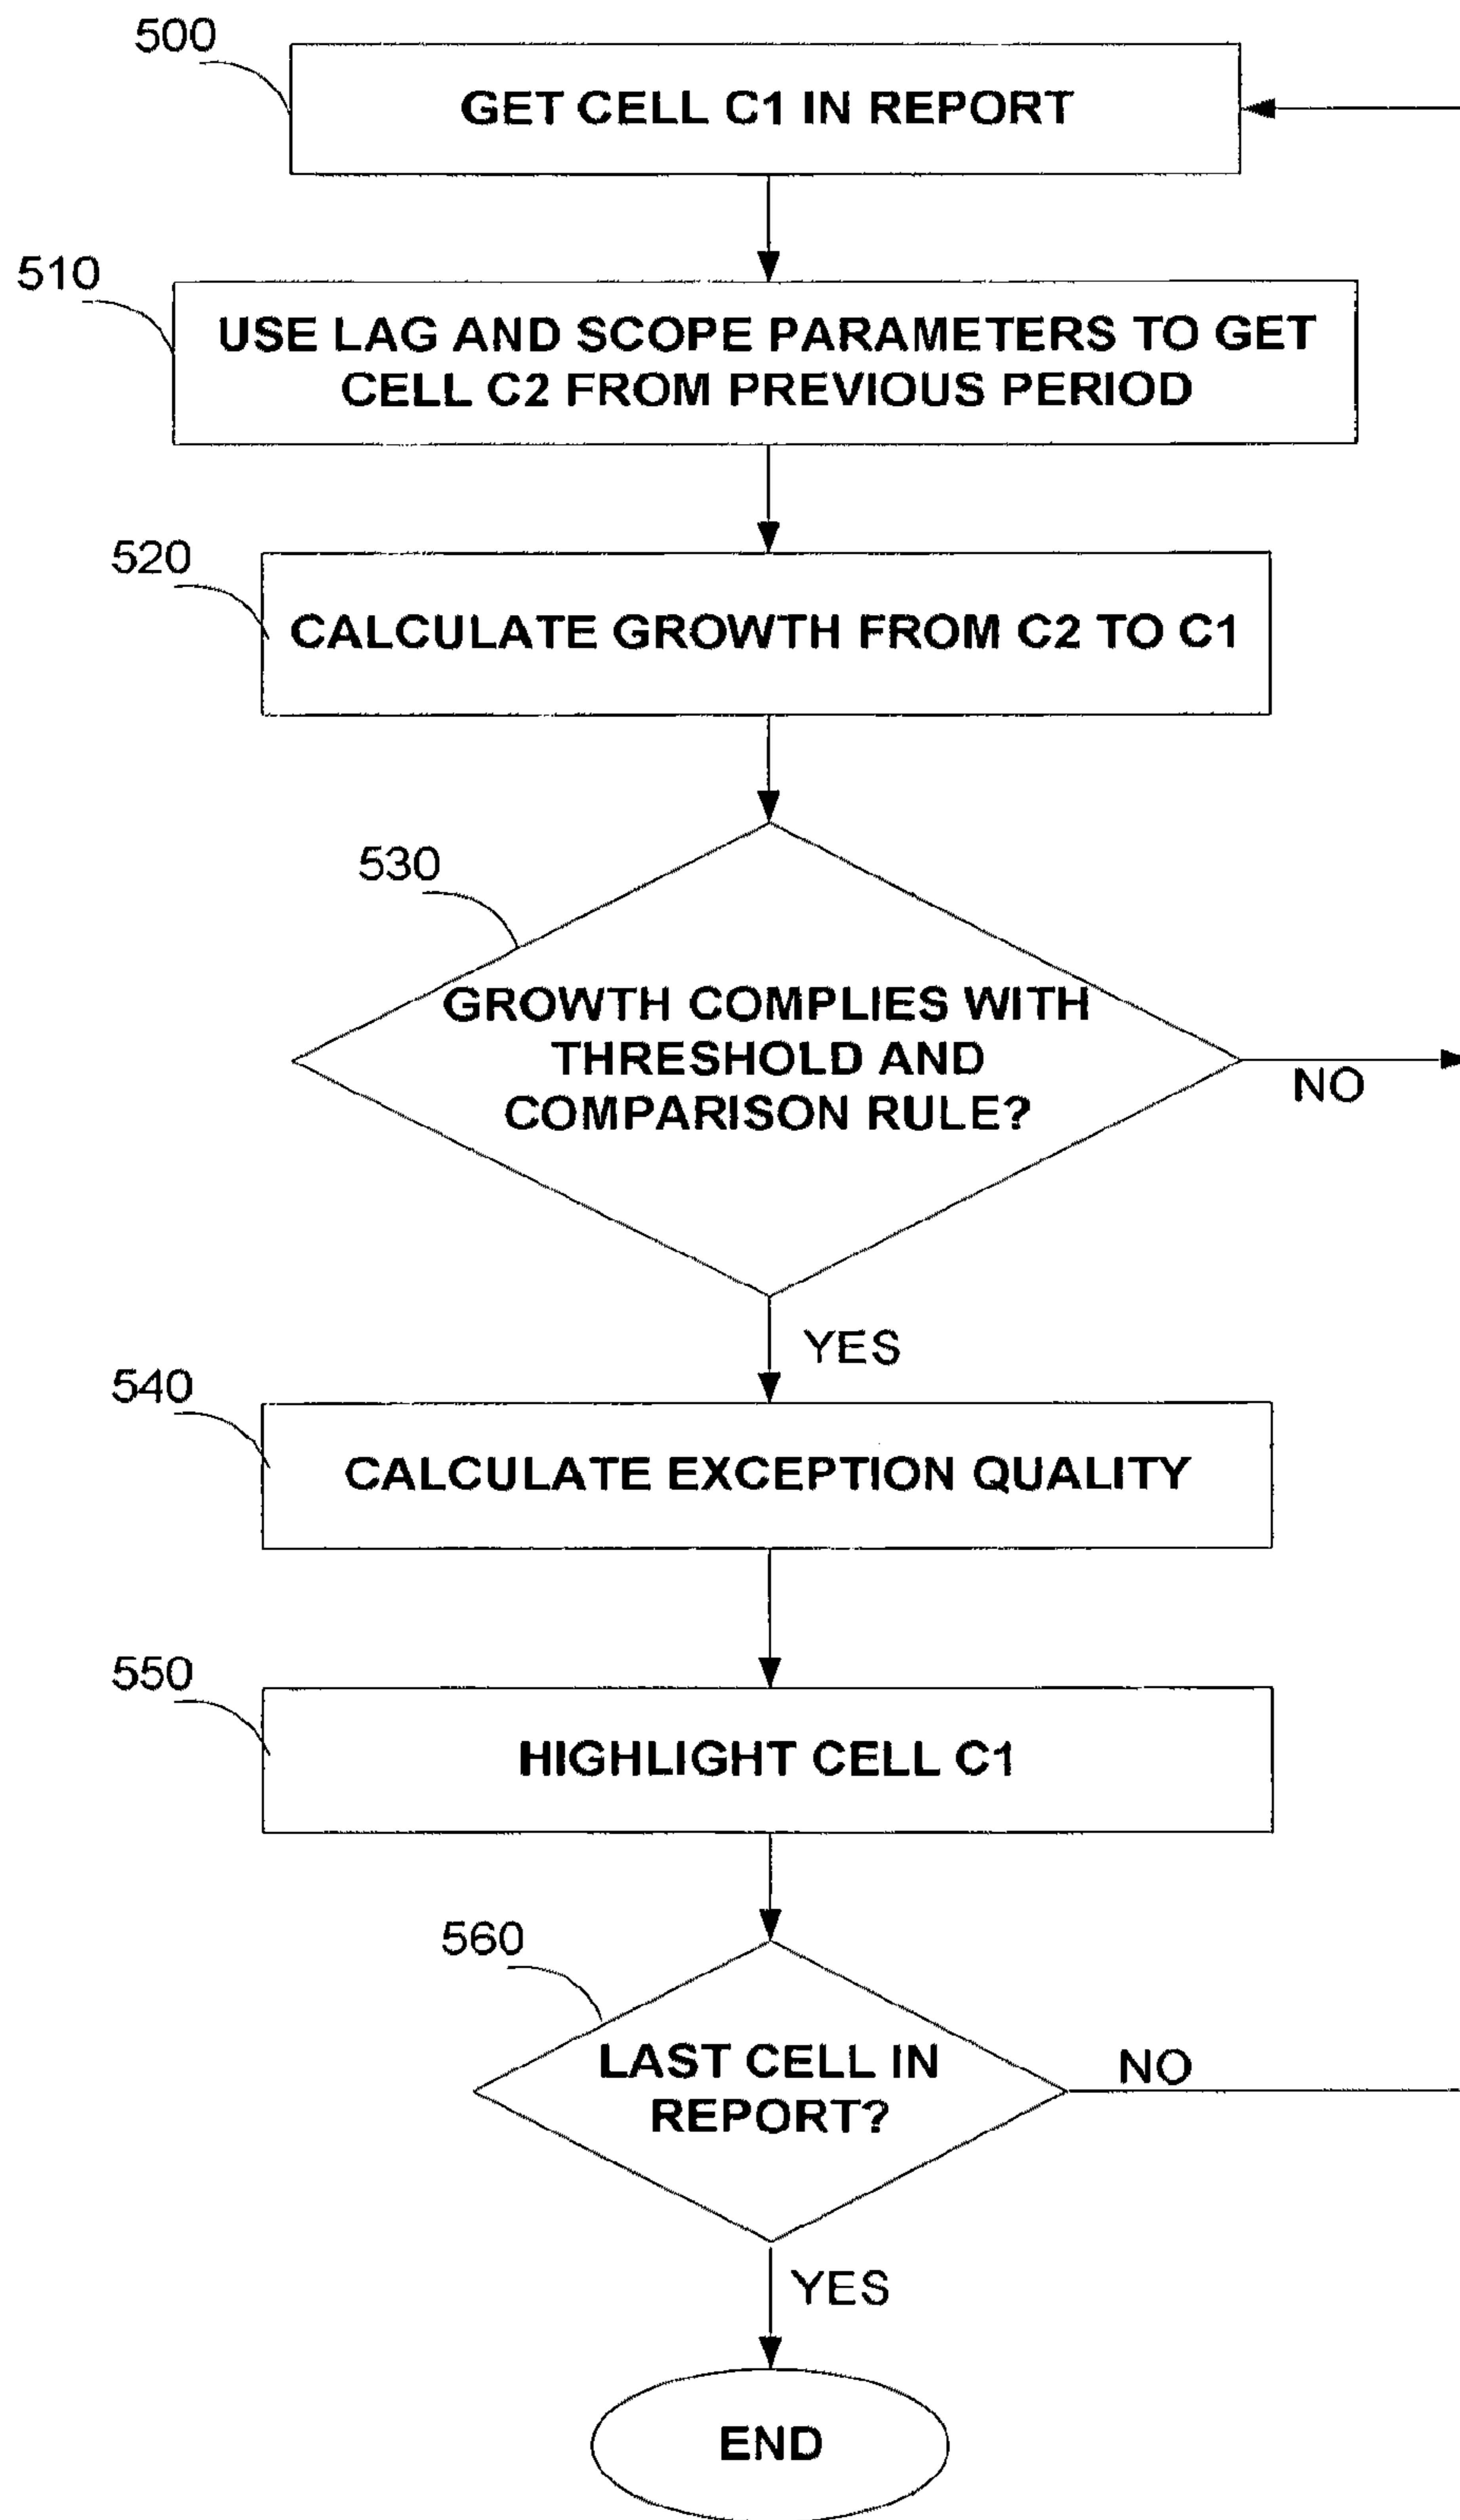 500
GET CELL C1 IN REPORT
510
USE LAG AND SCOPE PARAMETERS TO GET
CELL C2 FROM PREVIOUS PERIOD
520
CALCULATE GROWTH FROM C2 TO C1
530
GROWTH COMPLIES WITH
THRESHOLD AND
COMPARISON RULE?
NO
YES
540
CALCULATE EXCEPTION QUALITY
550
HIGHLIGHT CELL C1
560
LAST CELL IN
REPORT?
NO
YES
END